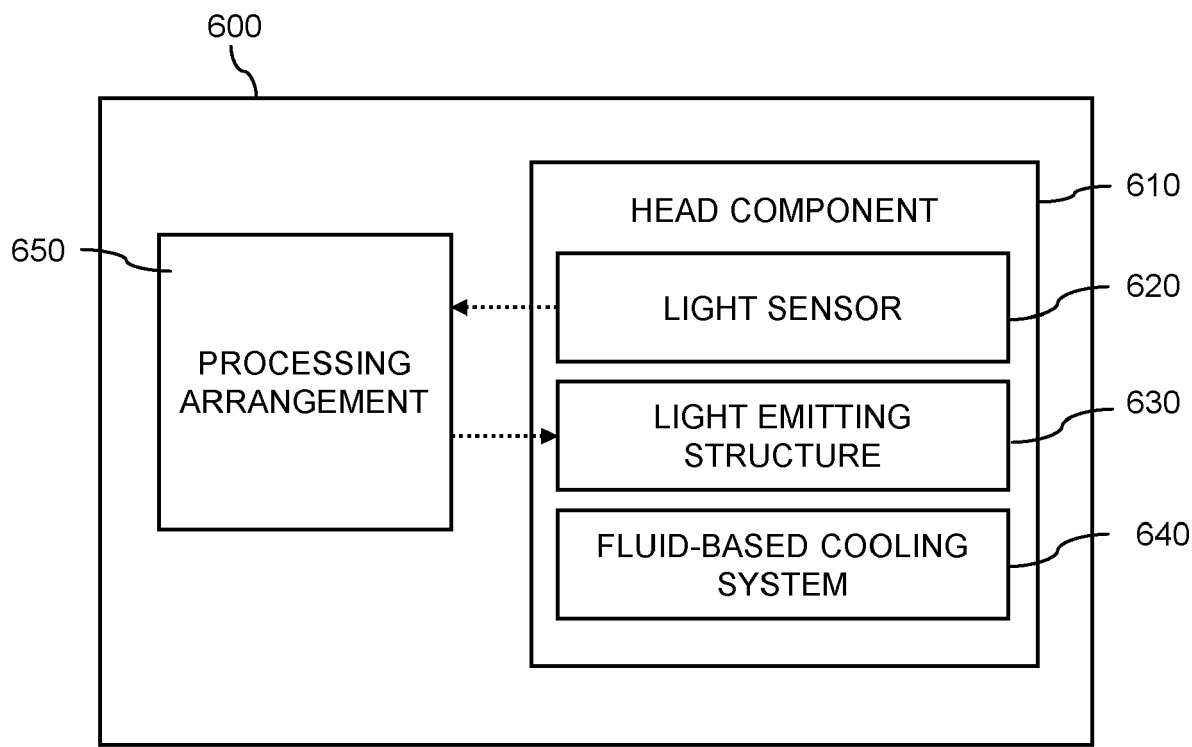 600
610
HEAD COMPONENT
650
620
LIGHT SENSOR
PROCESSING
ARRANGEMENT
630
LIGHT EMITTING
STRUCTURE
640
FLUID-BASED COOLING
SYSTEM